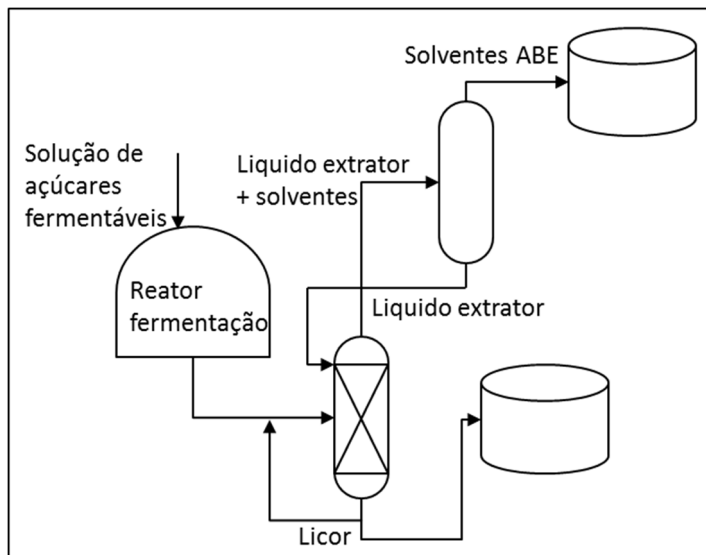 Solventes ABE
Solução de
açúcares
fermentáveis
Liquido extrator
+ solventes
Reator
fermentação
Liquido extrator
Licor